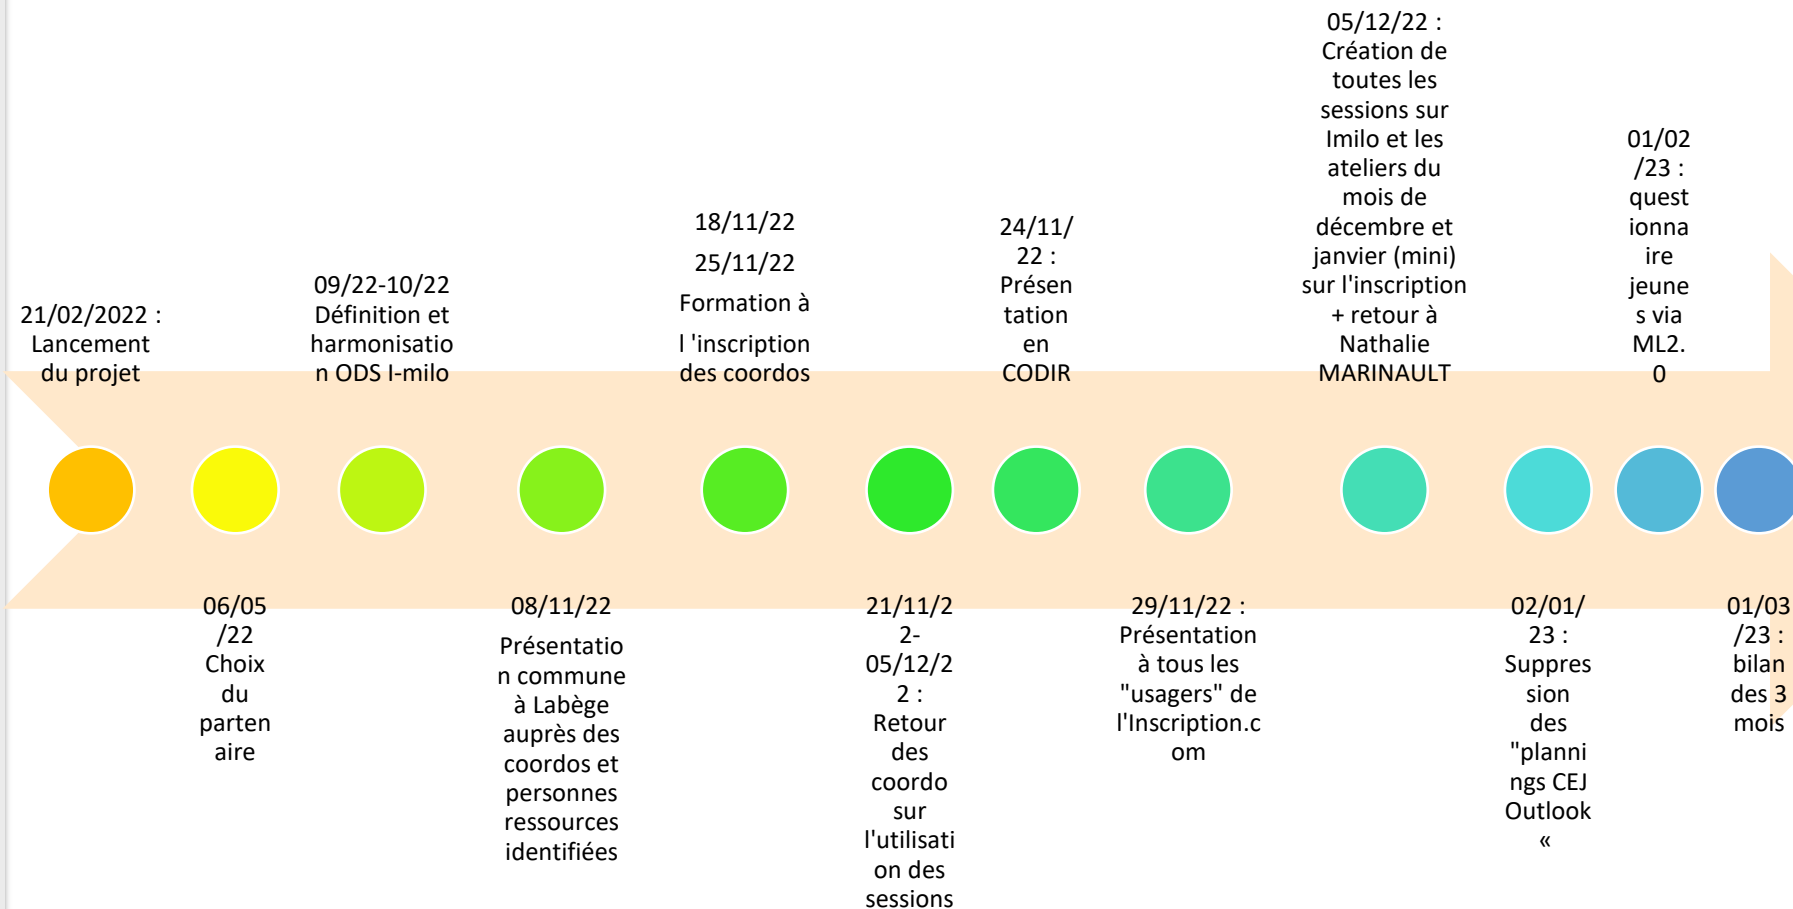 21/02/2022 :
Lancement
du projet
06/05
/22
Choix
du
parten
aire
09/22-10/22
Définition et
harmonisatio
n ODS I-milo
08/11/22
Présentatio
n commune
à Labège
auprès des
coordos et
personnes
ressources
identifiées
18/11/22
25/11/22
Formation à
l 'inscription
des coordos
21/11/2
2-
05/12/2
2 :
Retour
des
coordo
sur
l'utilisati
on des
sessions
24/11/
22 :
Présen
tation
en
CODIR
29/11/22 :
Présentation
à tous les
"usagers" de
l'Inscription.c
om
05/12/22 :
Création de
toutes les
sessions sur
Imilo et les
ateliers du
mois de
décembre et
janvier (mini)
sur l'inscription
+ retour à
Nathalie
MARINAULT
02/01/
23 :
Suppres
sion
des
"planni
ngs CEJ
Outlook
«
01/02
/23 :
quest
ionna
ire
jeune
s via
ML2.
0
01/03
/23 :
bilan
des 3
mois